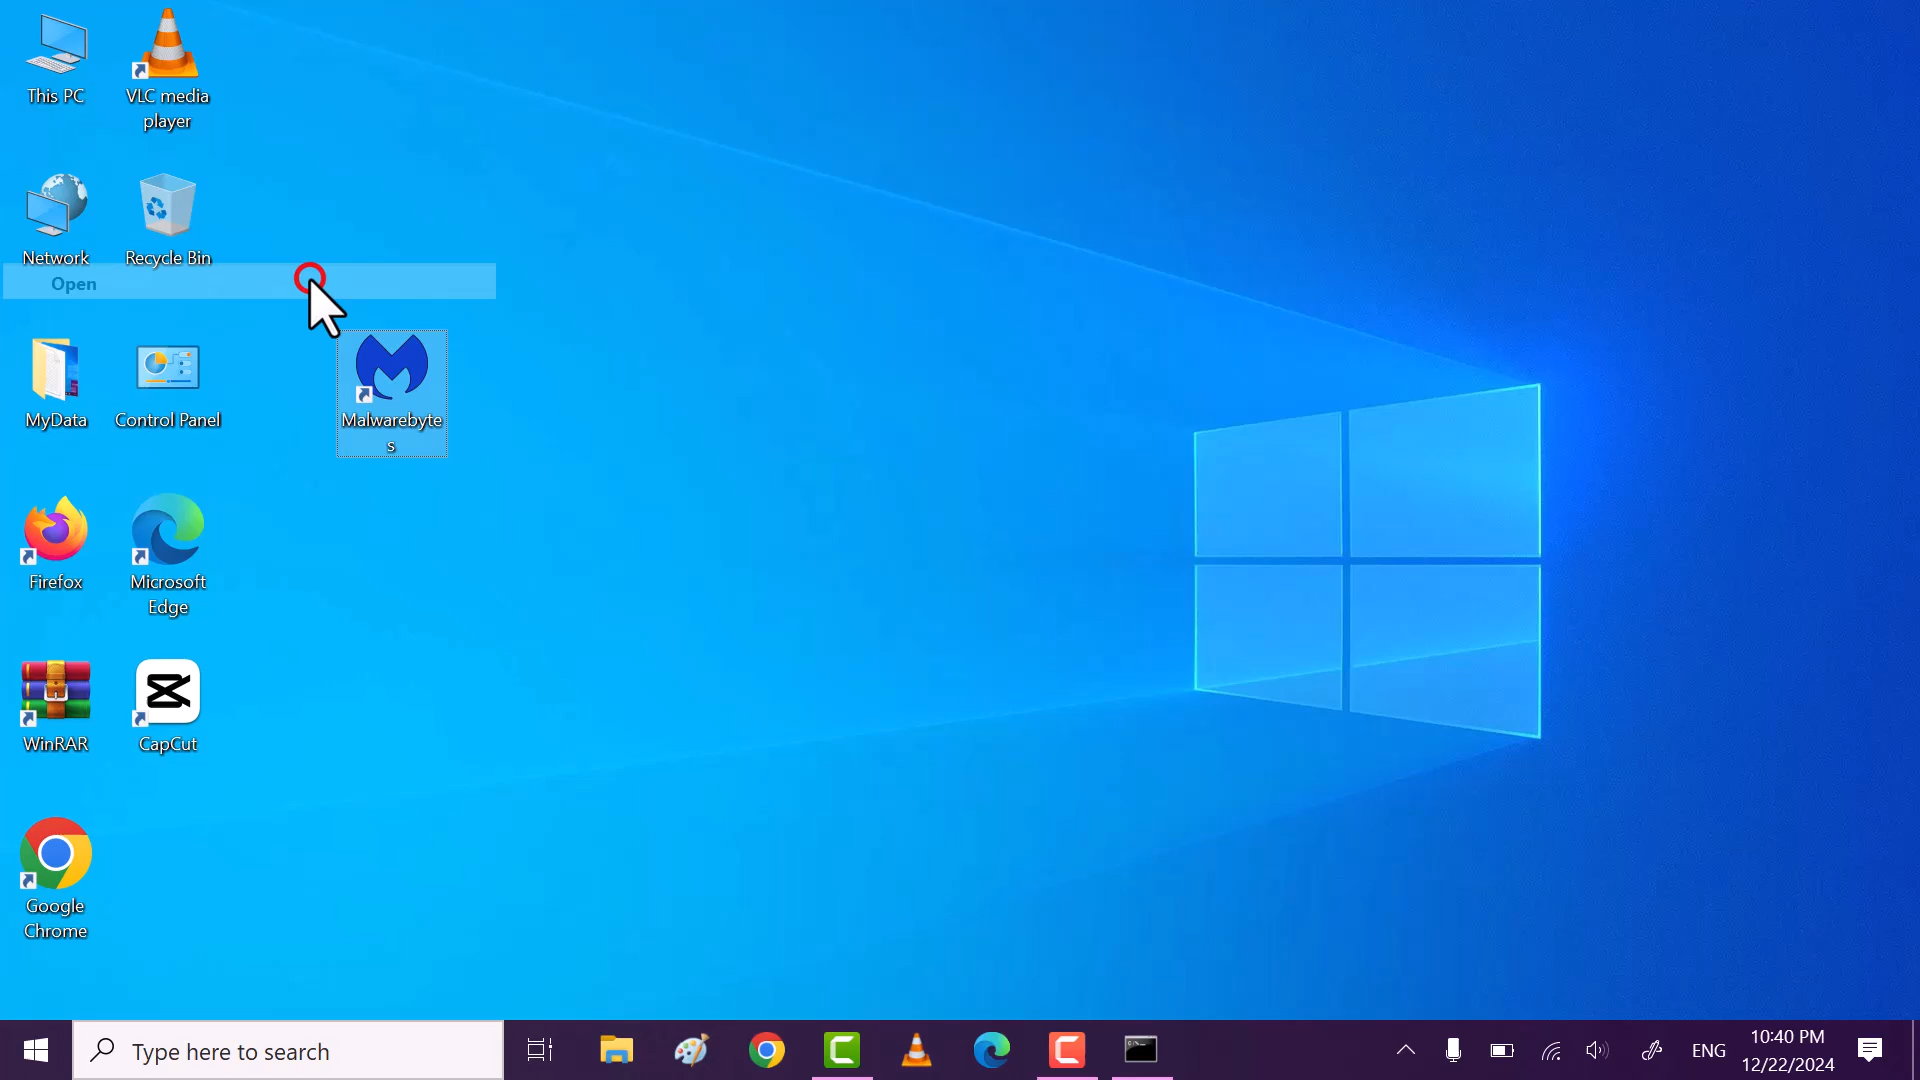 This PC
VLC media
player
Network
Recycle Bin
Open
MyData
Control Panel
Malwarebyte
s
Firefox
Microsoft
Edge
WinRAR
CapCut
Google
Chrome
Type here to search
ENG
10:40 PM
12/22/2024